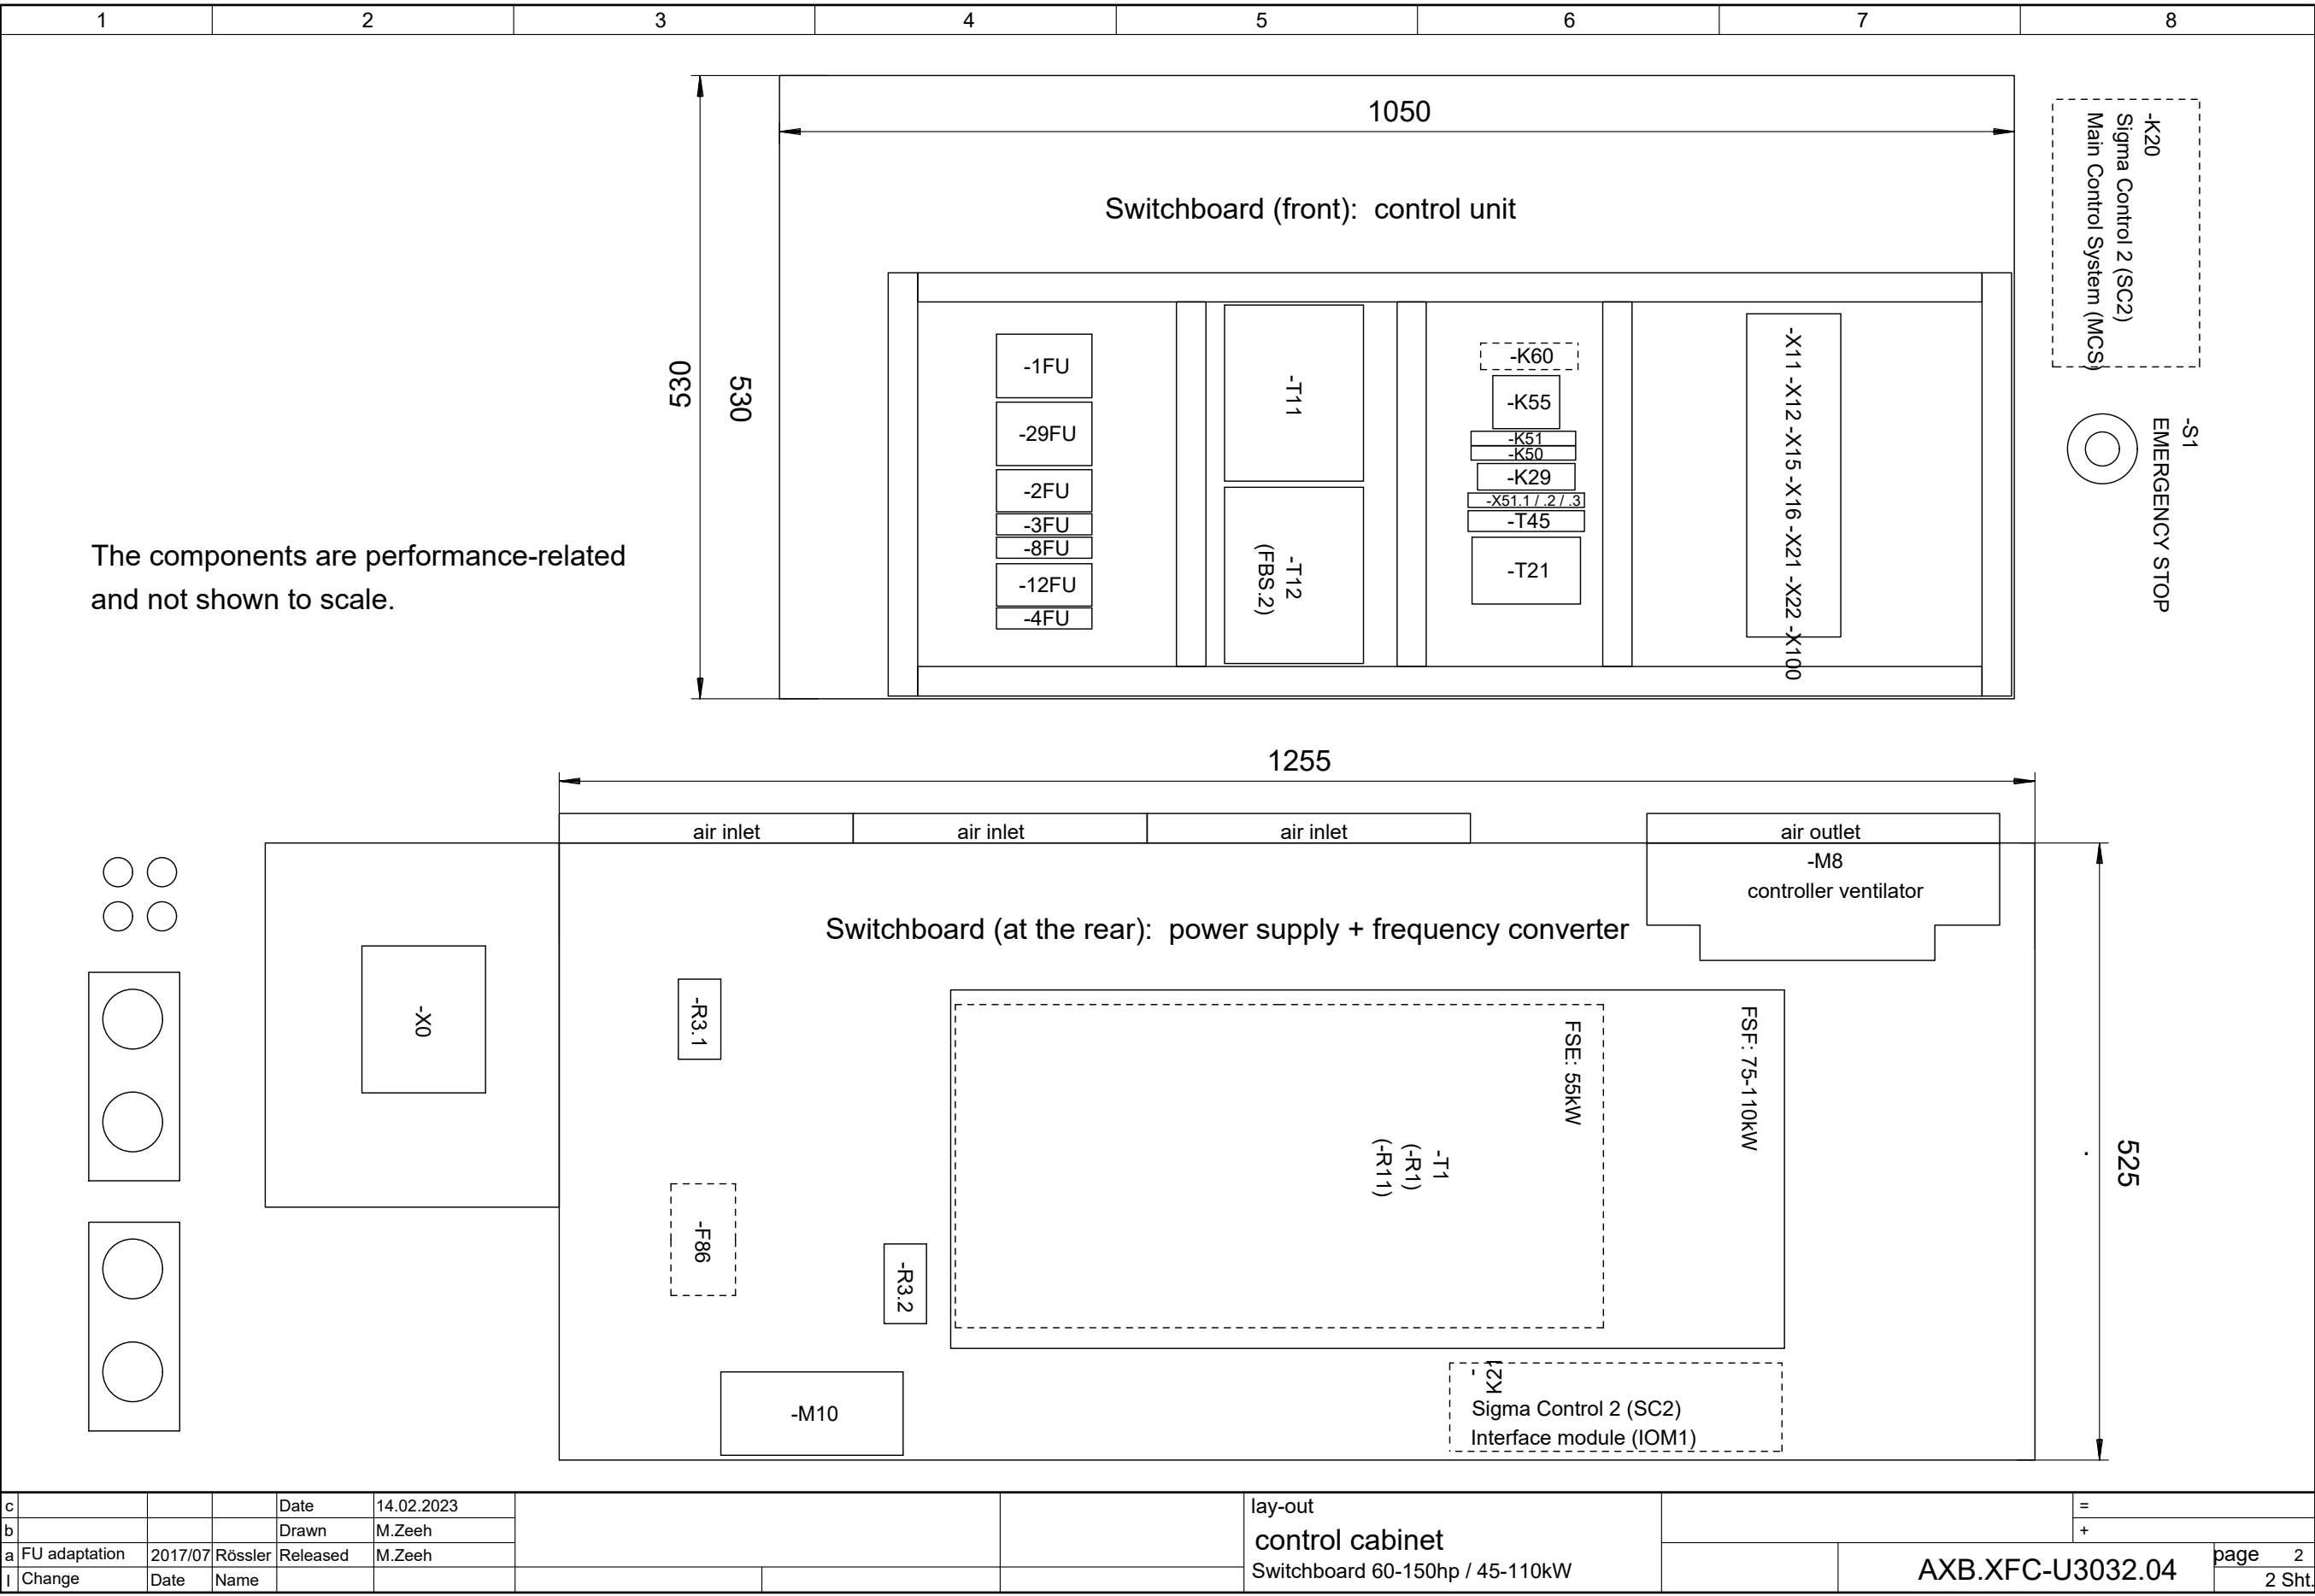 1 2 3 4 5 6 7 8
1050
Switchboard (front):  control unit
530
530
-K20
Sigma Control 2 (SC2)
Main Control System (MCS)
-S1
EMERGENCY STOP
-1FU
-29FU
-2FU
-3FU
-8FU
-12FU
-4FU
-T11
-T12
(FBS.2)
-K60
-K55
-K51
-K50
-K29
-X51.1 / .2 / .3
-T45
-T21
-X11 -X12 -X15 -X16 -X21 -X22 -X100
The components are performance-related
and not shown to scale.
1255
air inlet
air inlet
air inlet
air outlet
-M8
controller ventilator
Switchboard (at the rear):  power supply + frequency converter
-X0
-R3.1
-F86
-R3.2
-M10
FSE: 55kW
FSF: 75-110kW
-T1
(-R1)
(-R11)
525
.
-
K21
Sigma Control 2 (SC2)
Interface module (IOM1)
c Date 14.02.2023
b Drawn M.Zeeh
a FU adaptation 2017/07 Rössler Released M.Zeeh
I Change Date Name
lay-out
control cabinet
Switchboard 60-150hp / 45-110kW
=
+
AXB.XFC-U3032.04
page 2
2 Sht.